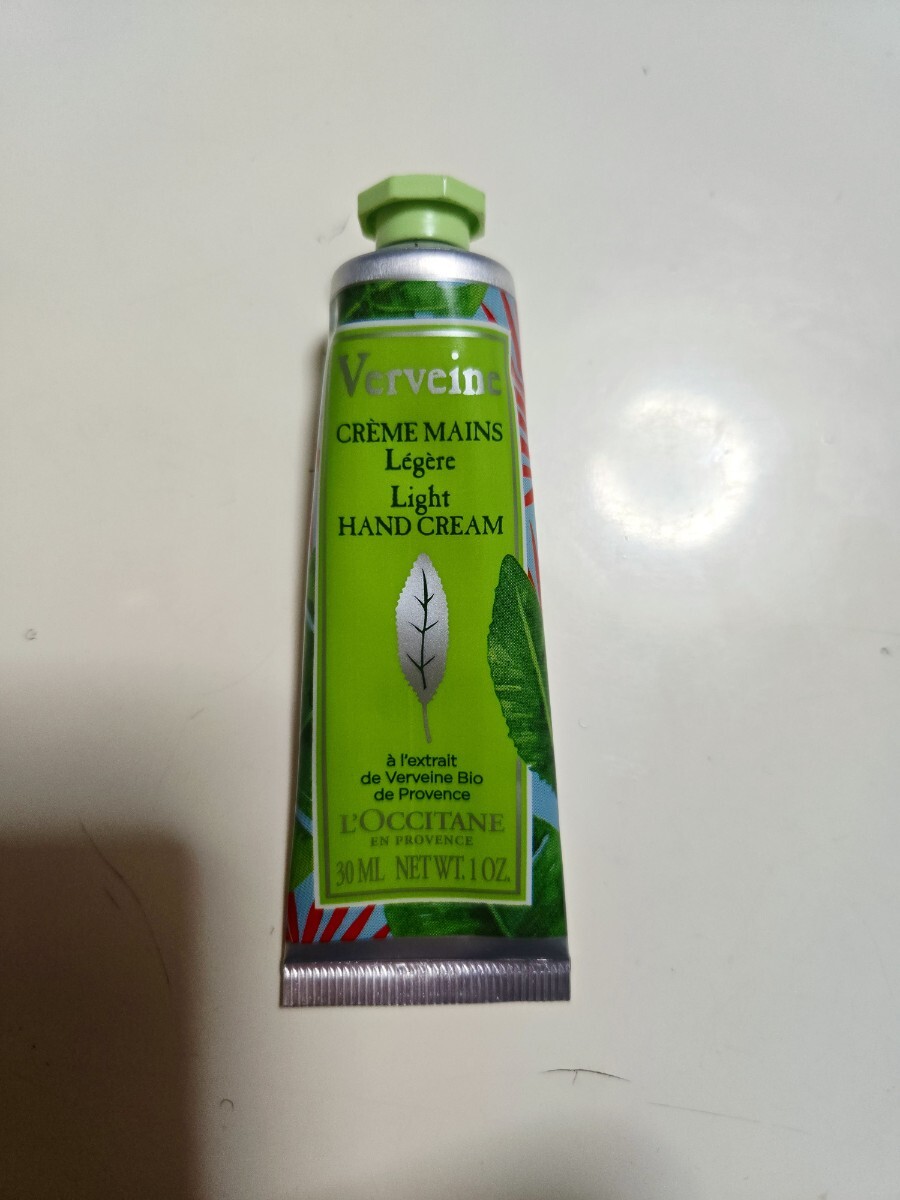 Verveine
CRÈME MAINS
Légère
Light
HAND CREAM
à l'extrait
de Verveine Bio
de Provence
L'OCCITANE
EN PROVENCE
30 ML NET WT. 1 OZ.